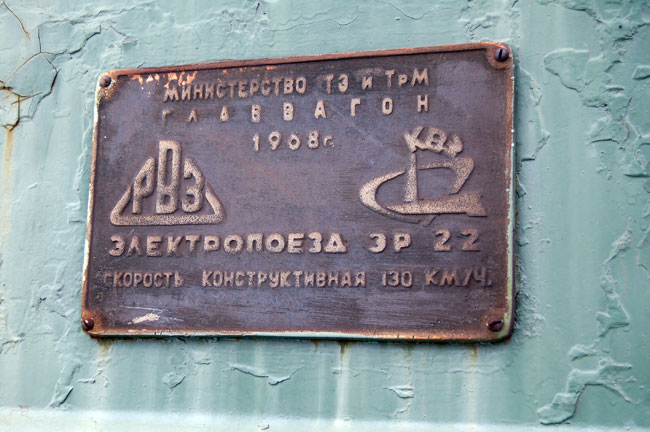 МИНИСТЕРСТВО ТЭ и ТрМ
ГЛАВВАГОН
1968г.
РВЗ
КВЗ
ЭЛЕКТРОПОЕЗД ЭР 22
СКОРОСТЬ КОНСТРУКТИВНАЯ 130 КМ/Ч.